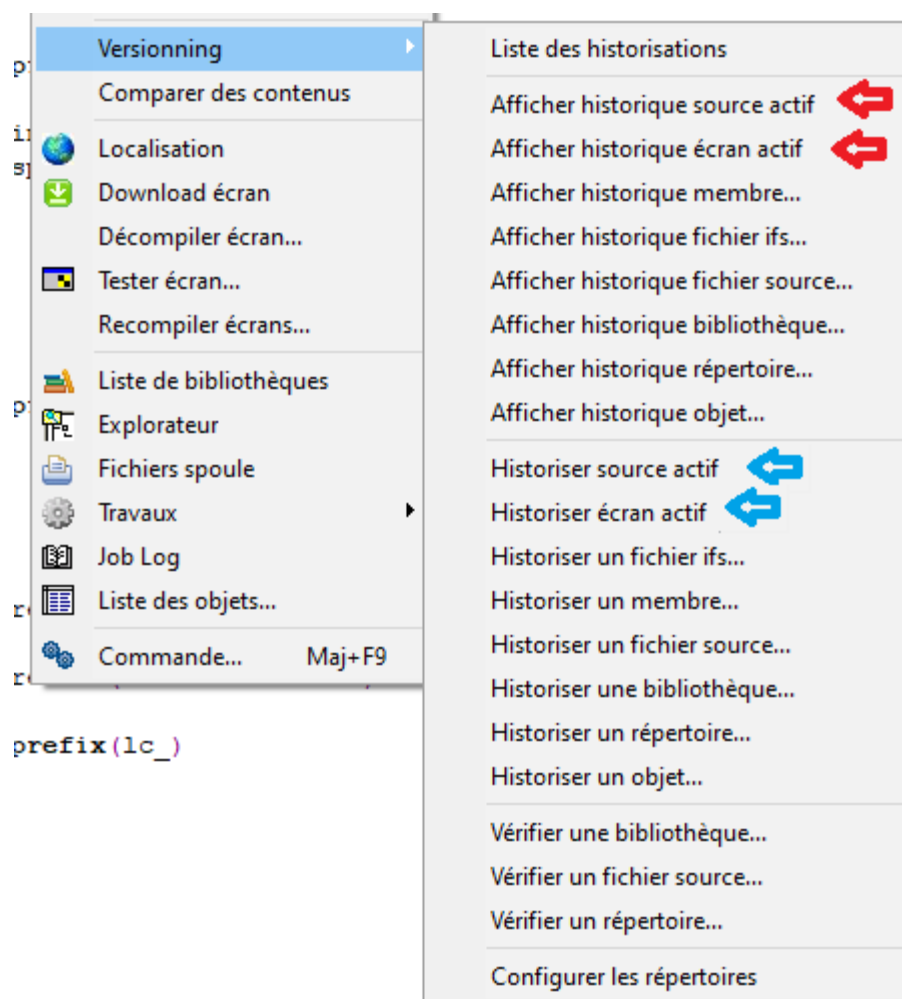 Versionning
Comparer des contenus
Localisation
Download écran
Décompiler écran...
Tester écran...
Recompiler écrans...
Liste de bibliothèques
Explorateur
Fichiers spoule
Travaux
Job Log
Liste des objets...
Commande... Maj+F9
prefix(lc_)
Liste des historisations
Afficher historique source actif
Afficher historique écran actif
Afficher historique membre...
Afficher historique fichier ifs...
Afficher historique fichier source...
Afficher historique bibliothèque...
Afficher historique répertoire...
Afficher historique objet...
Historiser source actif
Historiser écran actif
Historiser un fichier ifs...
Historiser un membre...
Historiser un fichier source...
Historiser une bibliothèque...
Historiser un répertoire...
Historiser un objet...
Vérifier une bibliothèque...
Vérifier un fichier source...
Vérifier un répertoire...
Configurer les répertoires